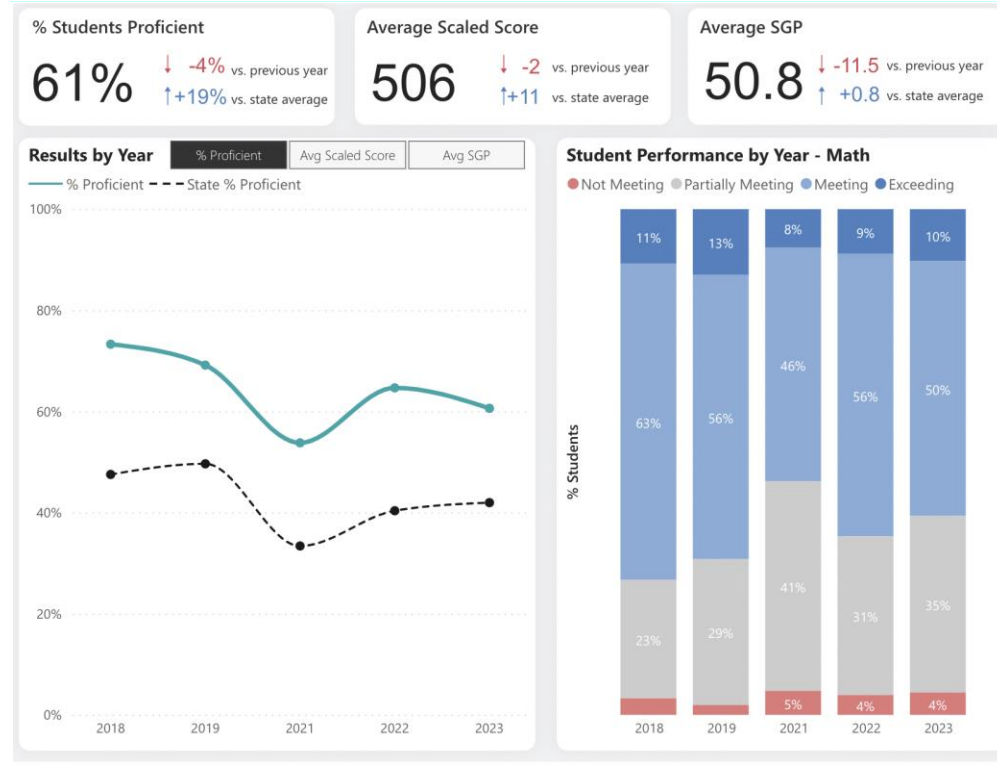 % Students Proficient
61%
↓ -4% vs. previous year
↑+19% vs. state average
Average Scaled Score
506
↓ -2 vs. previous year
↑+11 vs. state average
Average SGP
50.8
↓ -11.5 vs. previous year
↑ +0.8 vs. state average
Results by Year
% Proficient
Avg Scaled Score
Avg SGP
% Proficient
State % Proficient
100%
80%
60%
40%
20%
0%
2018 2019 2021 2022 2023
Student Performance by Year - Math
Not Meeting Partially Meeting Meeting Exceeding
% Students
11% 13% 8% 9% 10%
63% 56% 46% 56% 50%
23% 29% 41% 31% 35%
5% 4% 4%
2018 2019 2021 2022 2023